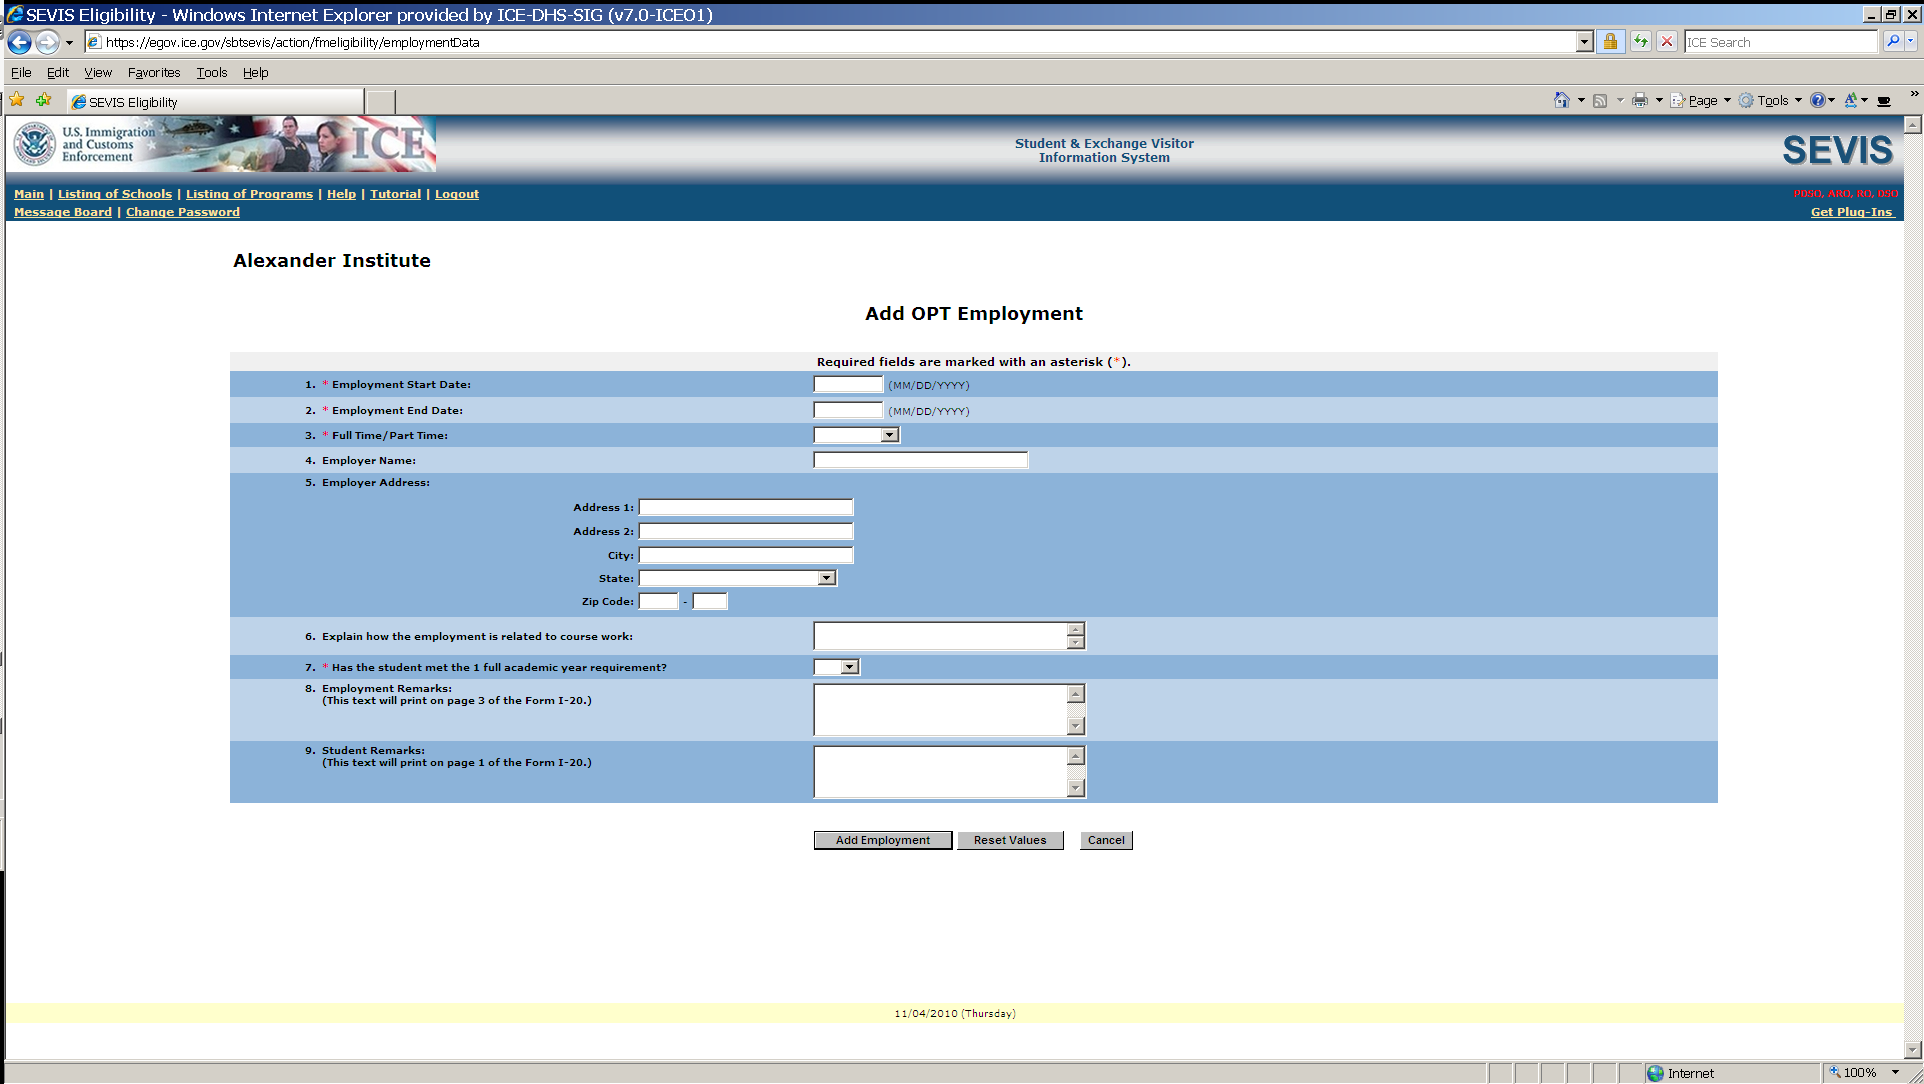 SEVIS Eligibility - Windows Internet Explorer provided by ICE-DHS-SIG (v7.0-ICEO1)
https://egov.ice.gov/sbtsevis/action/fmeligibility/employmentData
ICE Search
File Edit View Favorites Tools Help
SEVIS Eligibility
Page Tools
U.S. Immigration
and Customs
Enforcement
ICE
Student & Exchange Visitor
Information System
SEVIS
Main | Listing of Schools | Listing of Programs | Help | Tutorial | Logout
PDSO, ARO, RO, DSO
Message Board | Change Password
Get Plug-Ins
Alexander Institute
Add OPT Employment
Required fields are marked with an asterisk (*).
1. * Employment Start Date: (MM/DD/YYYY)
2. * Employment End Date: (MM/DD/YYYY)
3. * Full Time/Part Time:
4. Employer Name:
5. Employer Address:
Address 1:
Address 2:
City:
State:
Zip Code: -
6. Explain how the employment is related to course work:
7. * Has the student met the 1 full academic year requirement?
8. Employment Remarks:
(This text will print on page 3 of the Form I-20.)
9. Student Remarks:
(This text will print on page 1 of the Form I-20.)
Add Employment Reset Values Cancel
11/04/2010 (Thursday)
Internet 100%